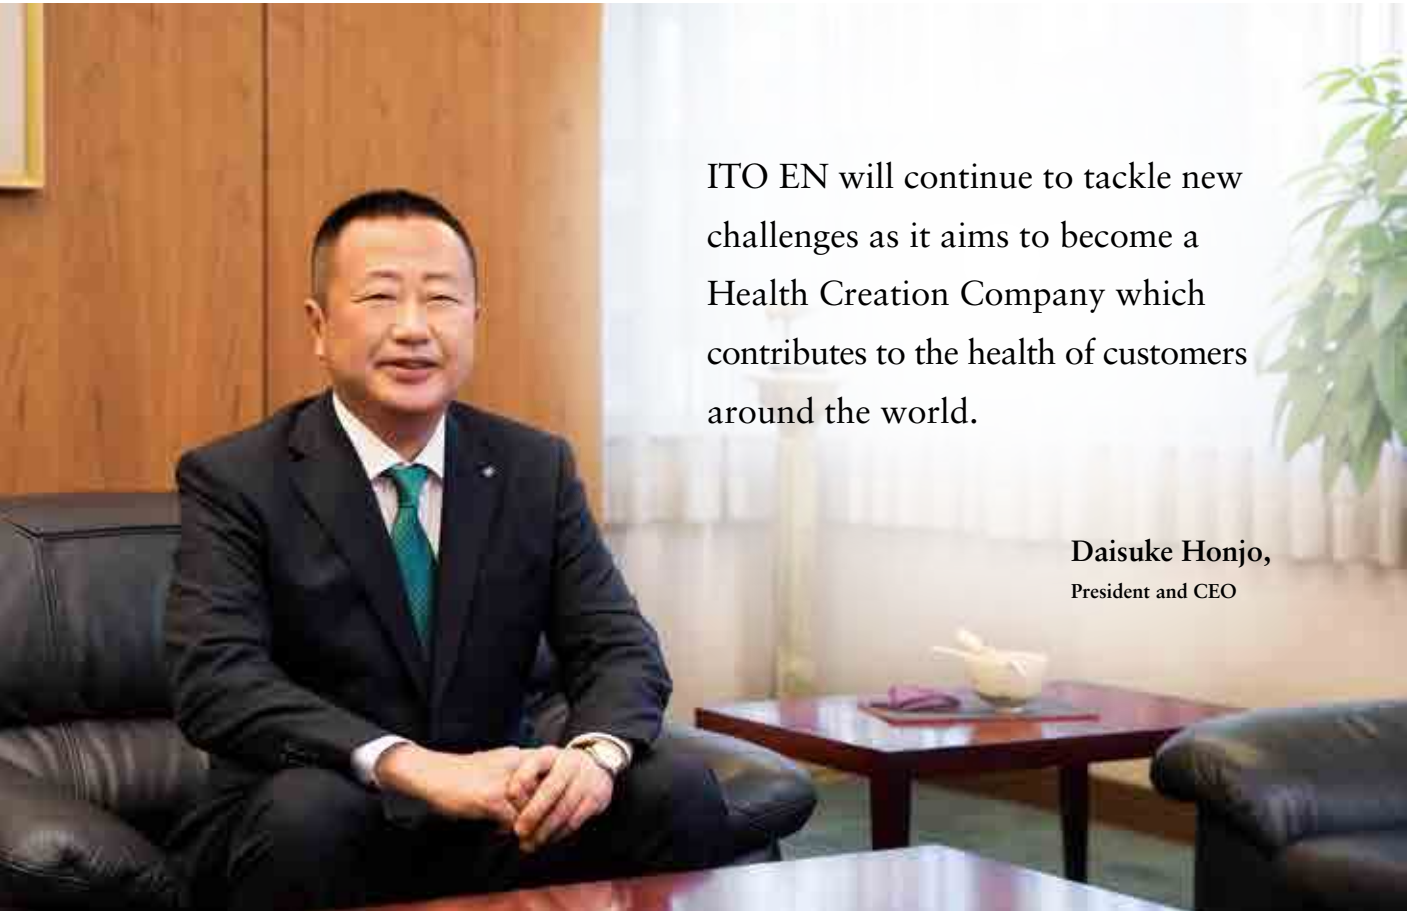 ITO EN will continue to tackle new
challenges as it aims to become a
Health Creation Company which
contributes to the health of customers
around the world.
Daisuke Honjo,
President and CEO